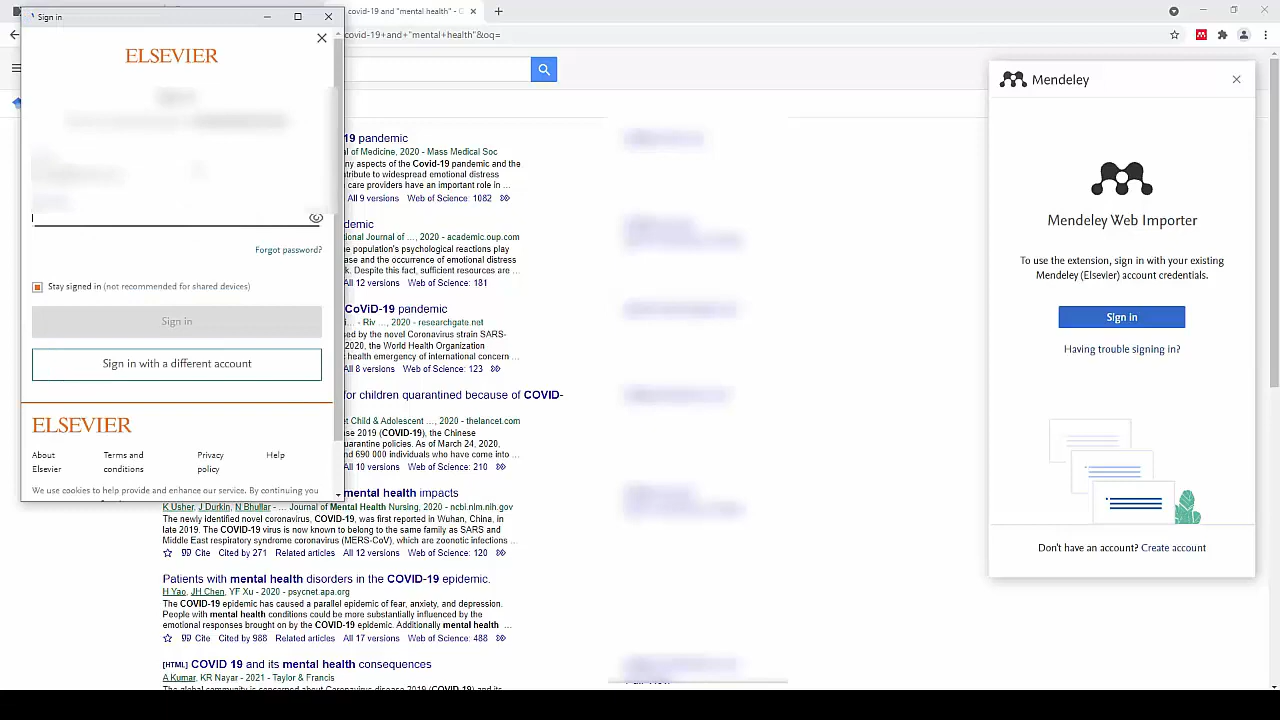 Sign in
ELSEVIER
Forgot password?
Stay signed in (not recommended for shared devices)
Sign in
Sign in with a different account
ELSEVIER
About Elsevier
Terms and conditions
Privacy policy
Help
We use cookies to help provide and enhance our service. By continuing you
covid-19 and "mental health" -
covid-19+and+"mental+health"&oq=
19 pandemic
of Medicine, 2020 - Mass Medical Soc
aspects of the Covid-19 pandemic and the
ntribute to widespread emotional distress
care providers have an important role in ...
All 9 versions Web of Science: 1082
demic
Journal of ..., 2020 - academic.oup.com
population's psychological reactions play
ease and the occurrence of emotional distress
k. Despite this fact, sufficient resources are ...
All 12 versions Web of Science: 181
CoViD-19 pandemic
... - Riv ..., 2020 - researchgate.net
sed by the novel Coronavirus strain SARS-
, the World Health Organization
health emergency of international concern ...
All 8 versions Web of Science: 123
for children quarantined because of COVID-
et Child & Adolescent ..., 2020 - thelancet.com
ase 2019 (COVID-19), the Chinese
uarantine policies. As of March 24, 2020,
nd 690 000 individuals who have come into ...
All 10 versions Web of Science: 210
mental health impacts
K Usher, J Durkin, N Bhullar - ... Journal of Mental Health Nursing, 2020 - ncbi.nlm.nih.gov
The newly identified novel coronavirus, COVID-19, was first reported in Wuhan, China, in
late 2019. The COVID-19 virus is now known to belong to the same family as SARS and
Middle East respiratory syndrome coronavirus (MERS-CoV), which are zoonotic infections ...
Cite Cited by 271 Related articles All 12 versions Web of Science: 120
Patients with mental health disorders in the COVID-19 epidemic.
H Yao, JH Chen, YF Xu - 2020 - psycnet.apa.org
The COVID-19 epidemic has caused a parallel epidemic of fear, anxiety, and depression.
People with mental health conditions could be more substantially influenced by the
emotional responses brought on by the COVID-19 epidemic. Additionally mental health ...
Cite Cited by 988 Related articles All 17 versions Web of Science: 488
[HTML] COVID 19 and its mental health consequences
A Kumar, KR Nayar - 2021 - Taylor & Francis
Mendeley
Mendeley Web Importer
To use the extension, sign in with your existing
Mendeley (Elsevier) account credentials.
Sign in
Having trouble signing in?
Don't have an account? Create account